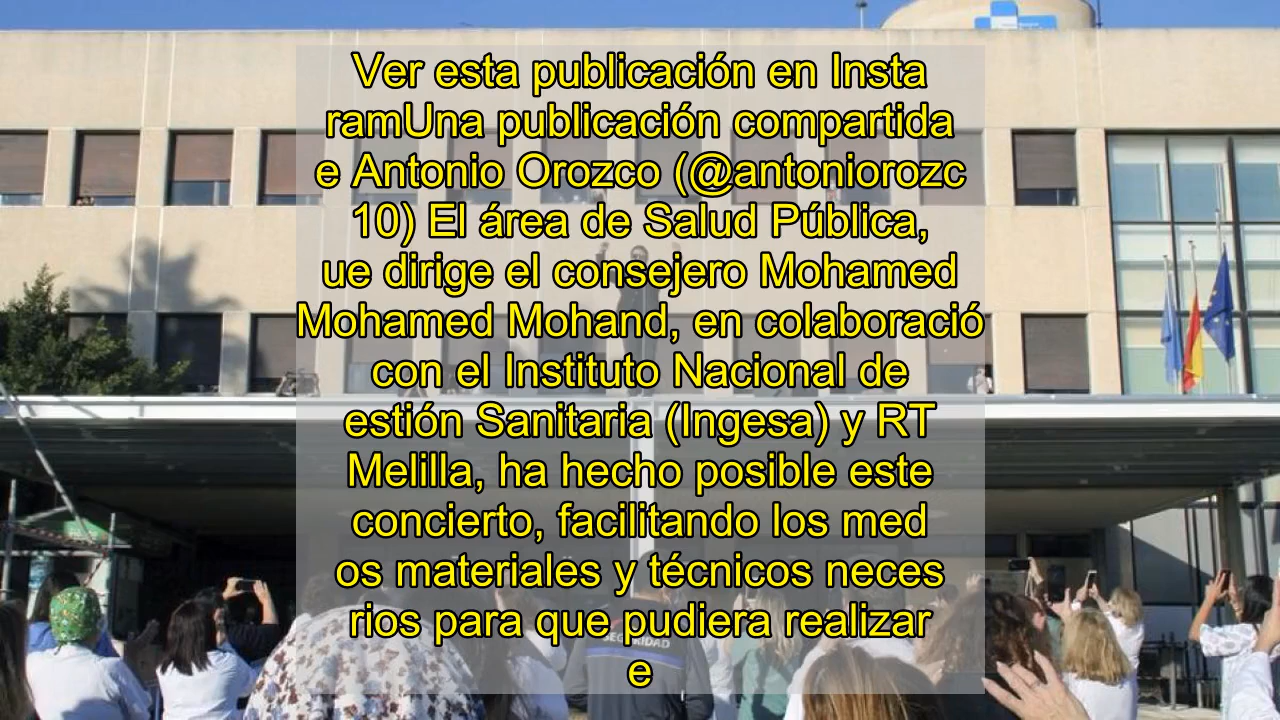 Ver esta publicación en Insta
ramUna publicación compartida
e Antonio Orozco (@antoniorozc
10) El área de Salud Pública,
ue dirige el consejero Mohamed
Mohamed Mohand, en colaboració
con el Instituto Nacional de
estión Sanitaria (Ingesa) y RT
Melilla, ha hecho posible este
concierto, facilitando los med
os materiales y técnicos neces
rios para que pudiera realizar
e
SEGURIDAD